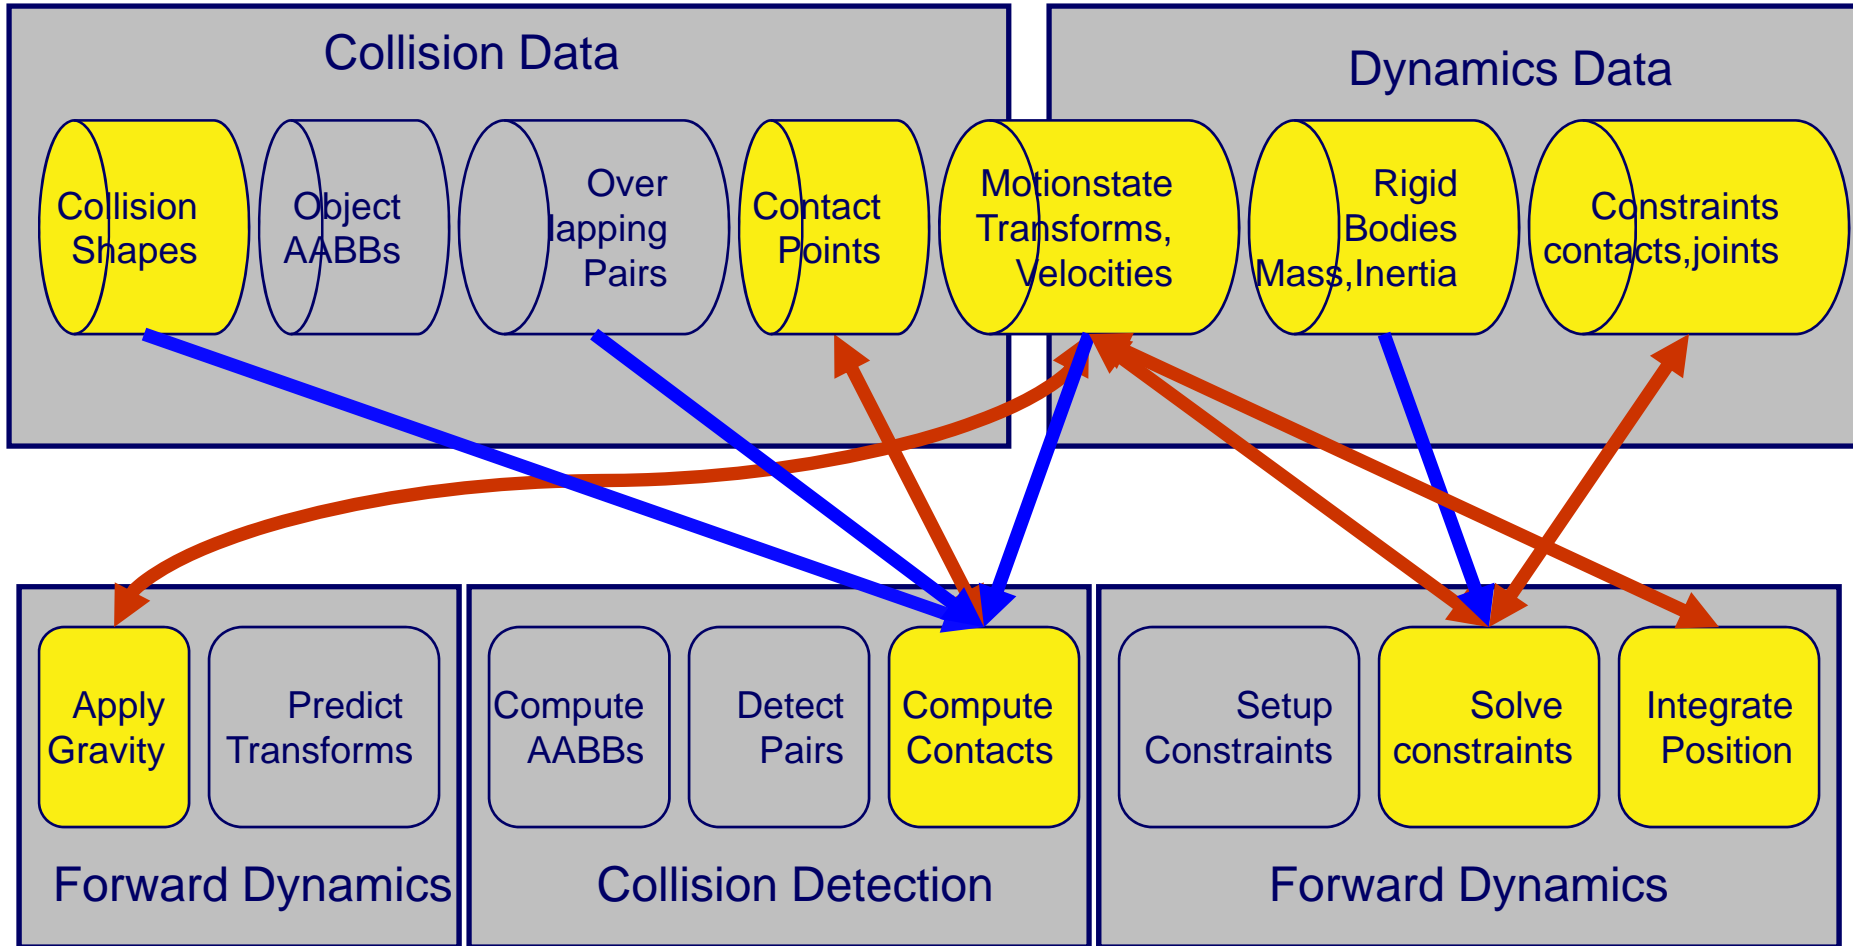 Collision Data
Dynamics Data
Collision
Shapes
Object
AABBs
Over
lapping
Pairs
Contact
Points
Motionstate
Transforms,
Velocities
Rigid
Bodies
Mass,Inertia
Constraints
contacts,joints
Apply
Gravity
Predict
Transforms
Compute
AABBs
Detect
Pairs
Compute
Contacts
Setup
Constraints
Solve
constraints
Integrate
Position
Forward Dynamics
Collision Detection
Forward Dynamics